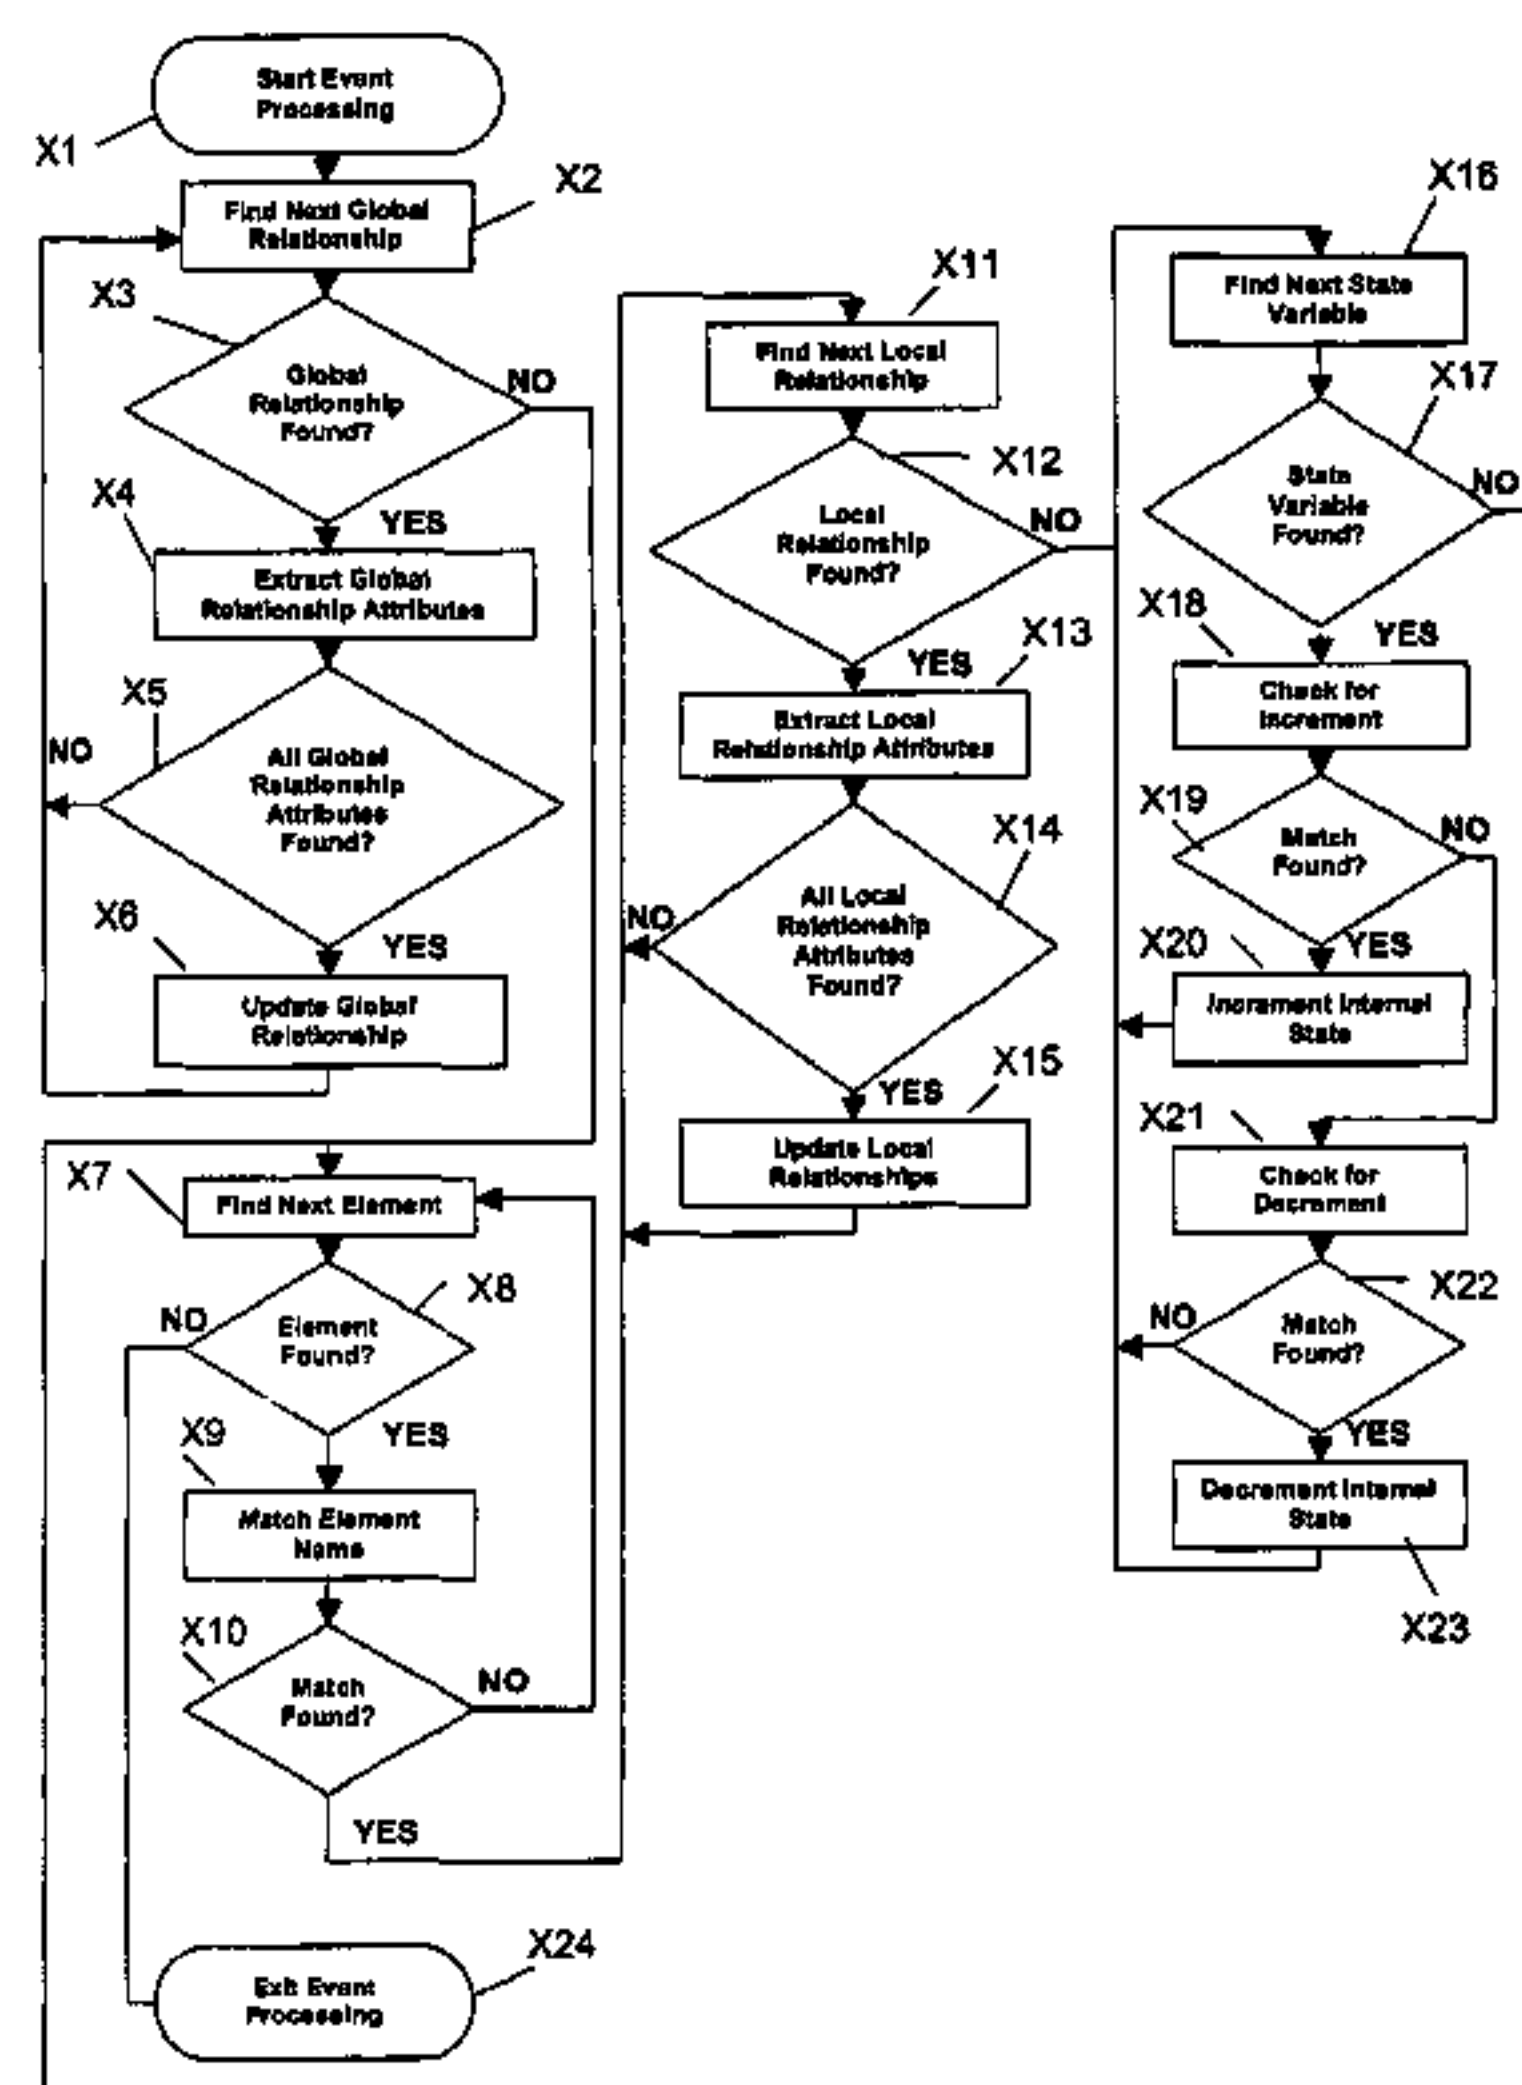 Start Event
Processing
X1
X2
Find Next Global
Relationship
X3
Global
Relationship
Found?
NO
X4
YES
Extract Global
Relationship Attributes
X5
NO
All Global
Relationship
Attributes
Found?
X6
YES
Update Global
Relationship
X7
Find Next Element
X8
NO
Element
Found?
X9
YES
Match Element
Name
X10
Match
Found?
NO
YES
X24
Exit Event
Processing
X11
Find Next Local
Relationship
X12
Local
Relationship
Found?
NO
X13
YES
Extract Local
Relationship Attributes
X14
All Local
Relationship
Attributes
Found?
NO
X15
YES
Update Local
Relationships
X16
Find Next State
Variable
X17
State
Variable
Found?
NO
X18
YES
Check for
Increment
X19
Match
Found?
NO
X20
YES
Increment Internal
State
X21
Check for
Decrement
X22
NO
Match
Found?
YES
Decrement Internal
State
X23